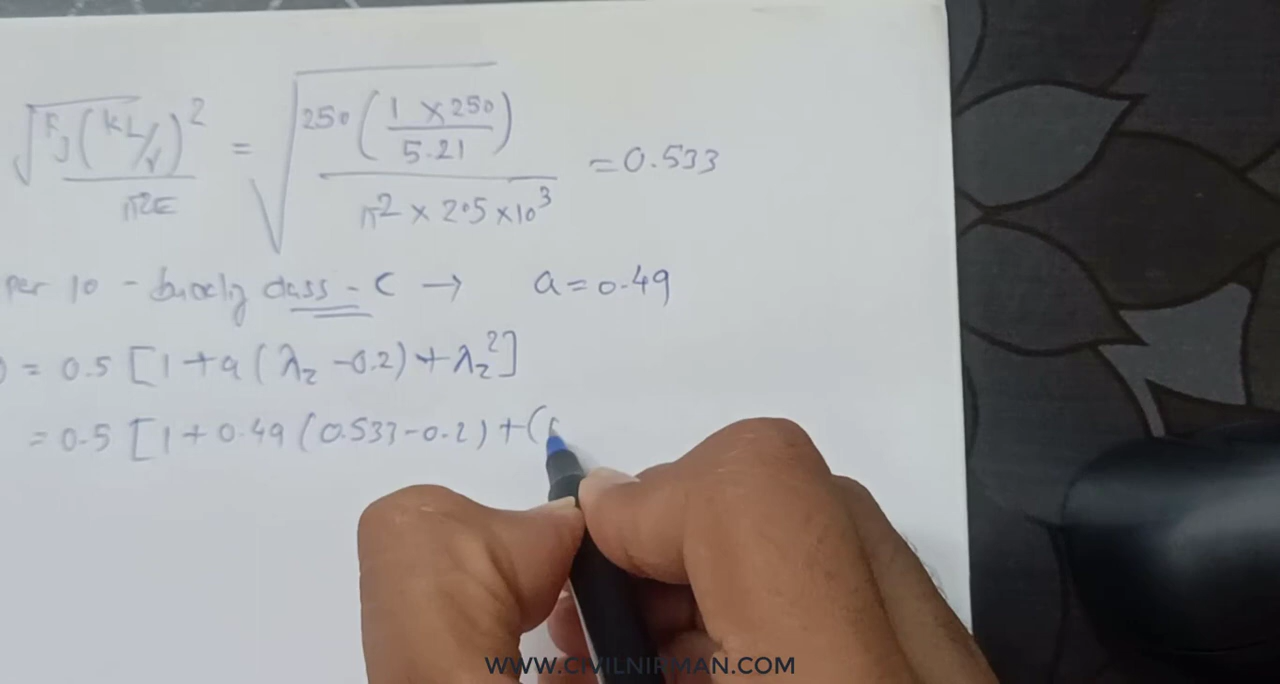 √Fy(KL/r)² / π²E = √250(1 × 250 / 5.21) / π² × 2.05 × 10³ = 0.533
per 10 - buckling class - C → a = 0.49
= 0.5 [1 + a (λz - 0.2) + λz²]
= 0.5 [1 + 0.49 (0.533 - 0.2) + (
WWW.CIVILNIRMAN.COM